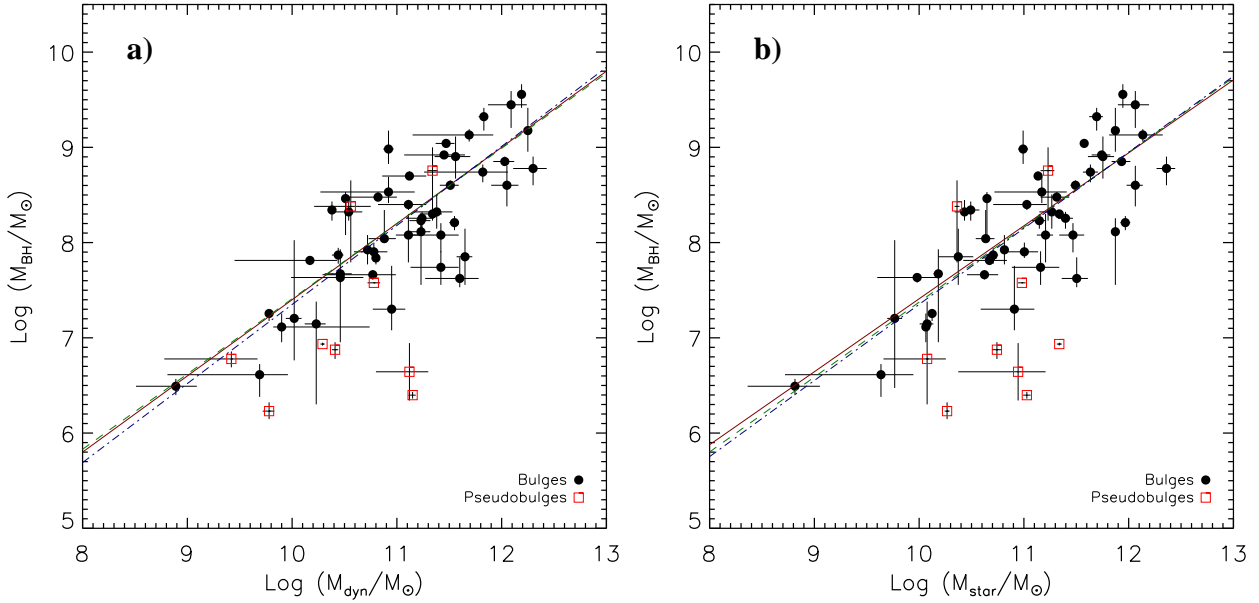 a)
10
9
8
7
6
5
Log (M_BH/M_⊙)
8 9 10 11 12 13
Log (M_dyn/M_⊙)
Bulges
Pseudobulges
b)
10
9
8
7
6
5
Log (M_BH/M_⊙)
8 9 10 11 12 13
Log (M_star/M_⊙)
Bulges
Pseudobulges